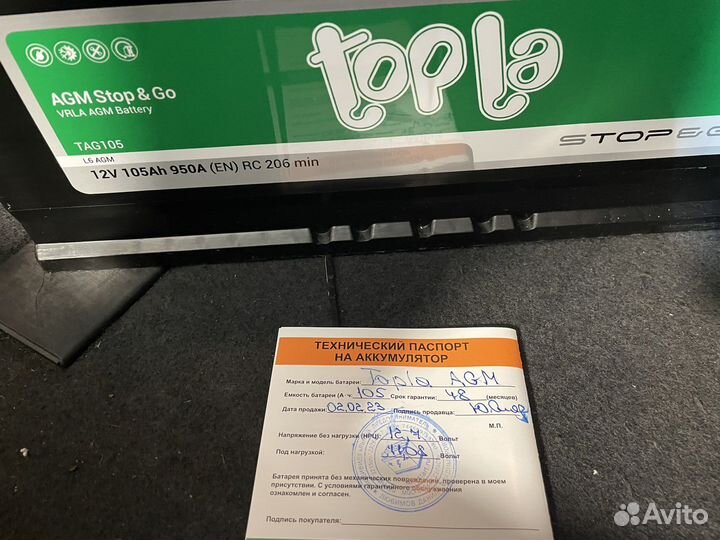 topla
AGM Stop & Go
VRLA AGM Battery
TAG105
L6 AGM
12V 105Ah 950A (EN) RC 206 min
STOP&G
ТЕХНИЧЕСКИЙ ПАСПОРТ
НА АККУМУЛЯТОР
Марка и модель батареи: Topla AGM
Емкость батареи (А·ч) 105 Срок гарантии: 48 (месяцев)
Дата продажи: 02.02.23 Подпись продавца:
М.П.
Напряжение без нагрузки (НРЦ): 12,7 Вольт
Под нагрузкой: Вольт
Батарея принята без механических повреждений, проверена в моем
присутствии. С условиями гарантийного обслуживания
ознакомлен и согласен.
Подпись покупателя:
Avito